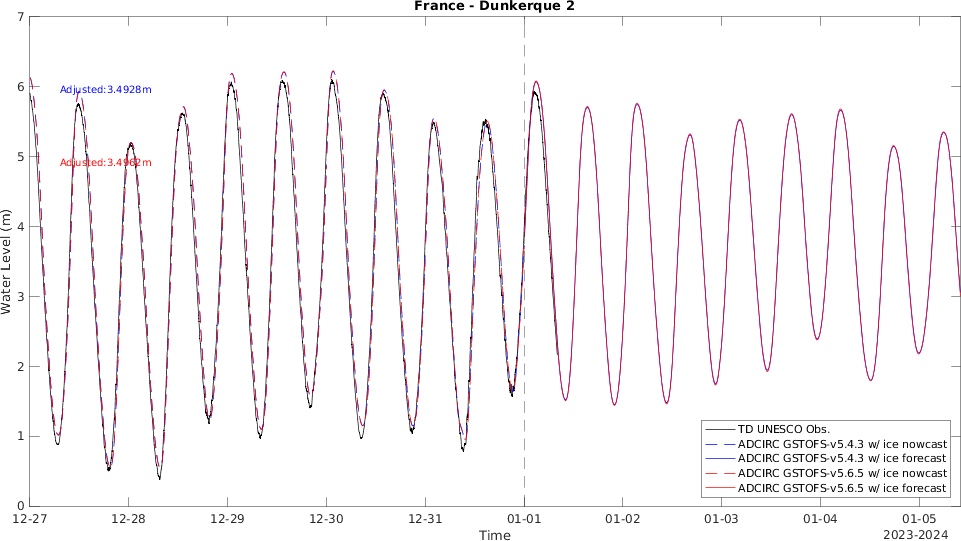 France - Dunkerque 2
Water Level (m)
7
6
5
4
3
2
1
0
Adjusted:3.4928m
Adjusted:3.4962m
TD UNESCO Obs.
ADCIRC GSTOFS-v5.4.3 w/ ice nowcast
ADCIRC GSTOFS-v5.4.3 w/ ice forecast
ADCIRC GSTOFS-v5.6.5 w/ ice nowcast
ADCIRC GSTOFS-v5.6.5 w/ ice forecast
12-27 12-28 12-29 12-30 12-31 01-01 01-02 01-03 01-04 01-05
Time
2023-2024